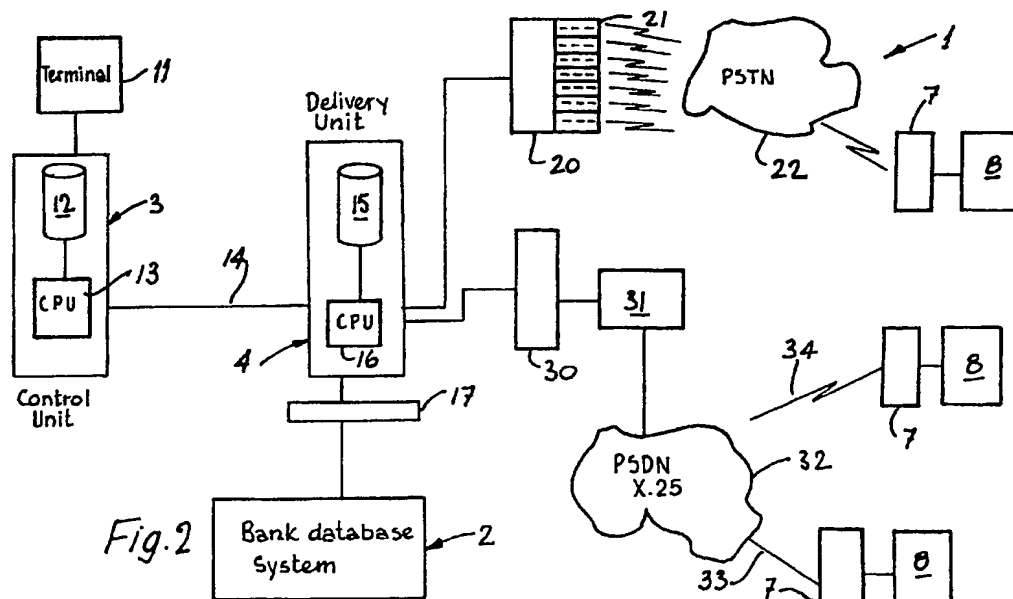 21
1
Terminal
11
PSTN
Delivery
Unit
7
20
22
8
12
3
15
13
CPU
14
31
CPU
4
16
30
34
8
Control
Unit
17
7
PSDN
X.25
32
Fig.2
Bank database
System
2
33
8
7